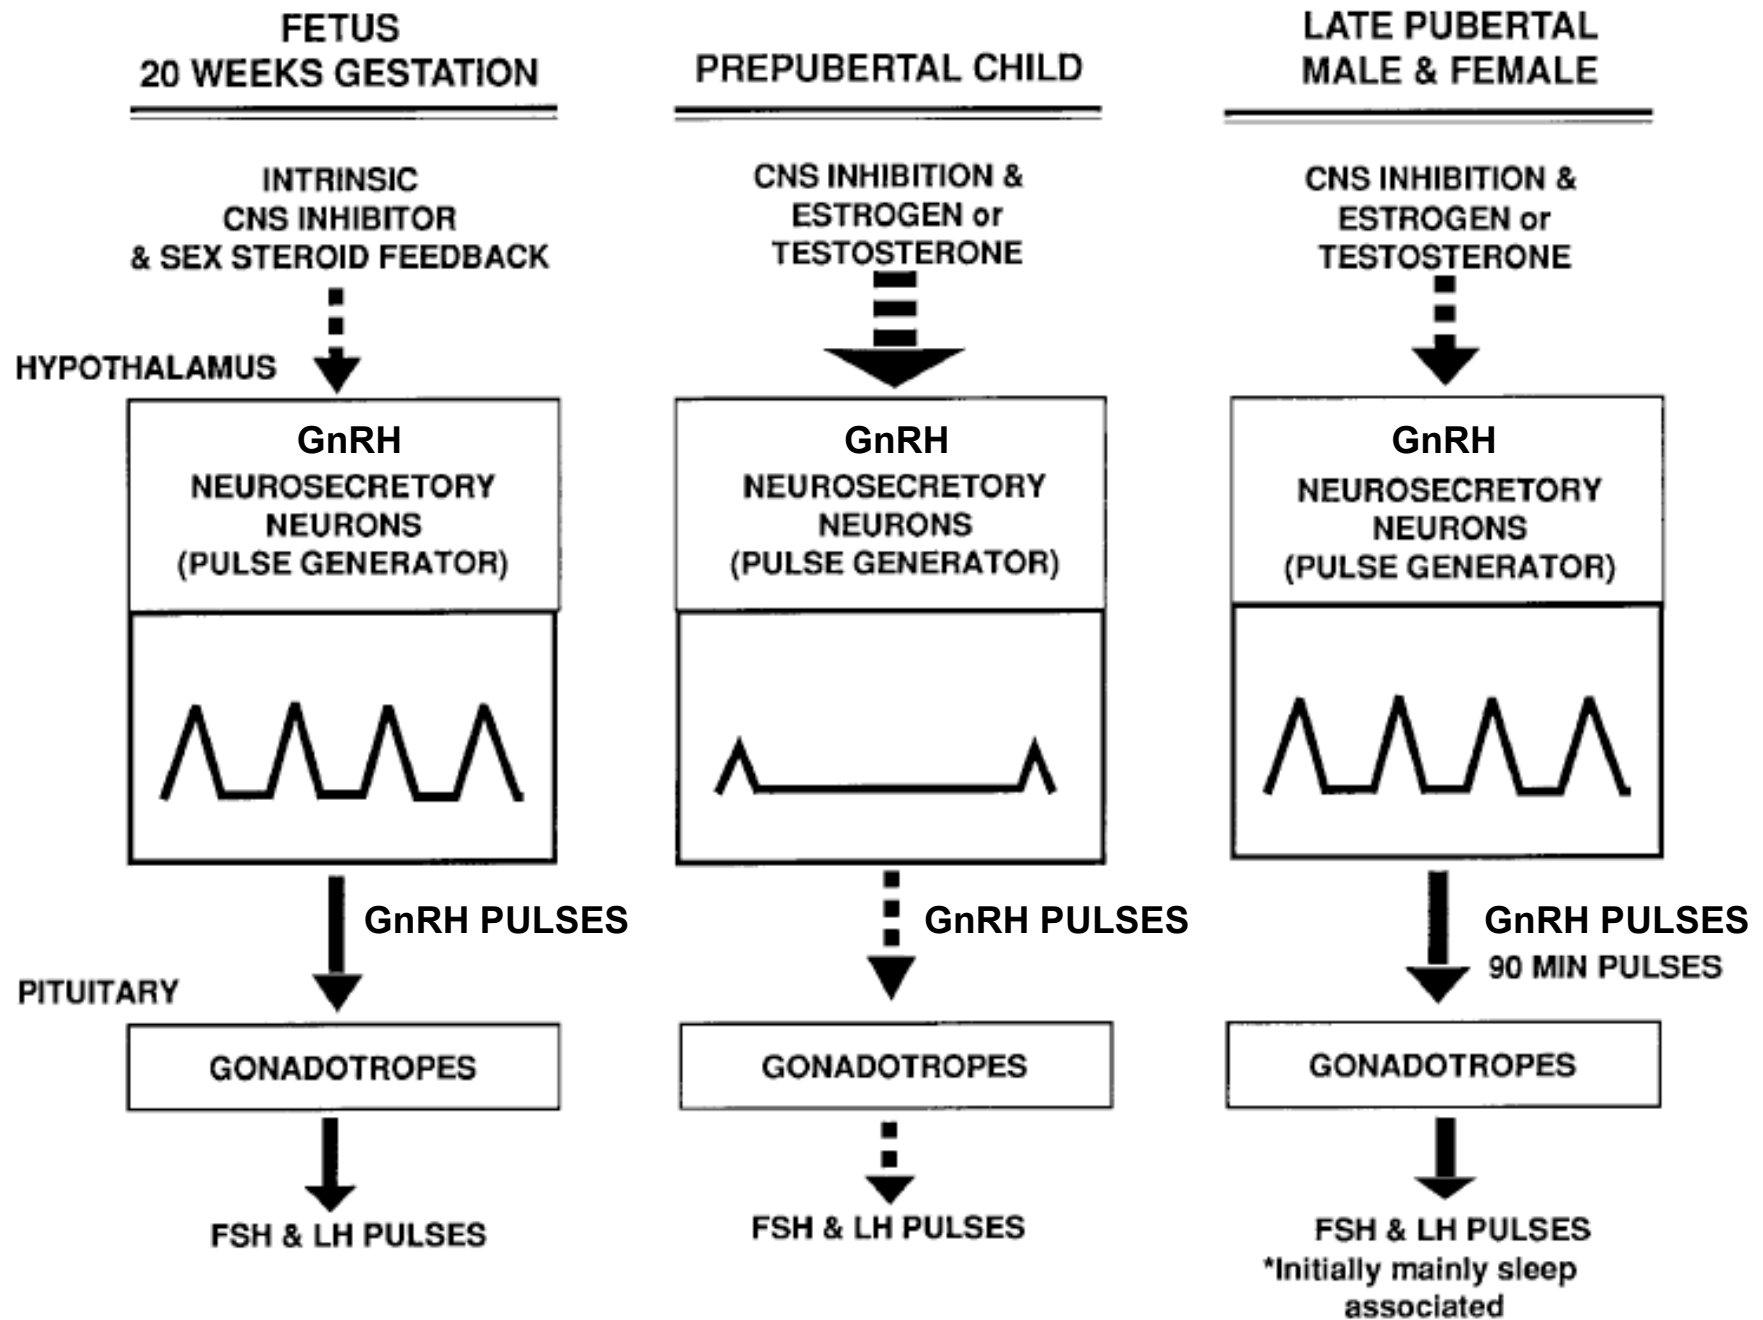 FETUS
20 WEEKS GESTATION
INTRINSIC
CNS INHIBITOR
& SEX STEROID FEEDBACK
HYPOTHALAMUS
GnRH
NEUROSECRETORY
NEURONS
(PULSE GENERATOR)
GnRH PULSES
PITUITARY
GONADOTROPES
FSH & LH PULSES
PREPUBERTAL CHILD
CNS INHIBITION &
ESTROGEN or
TESTOSTERONE
GnRH
NEUROSECRETORY
NEURONS
(PULSE GENERATOR)
GnRH PULSES
GONADOTROPES
FSH & LH PULSES
LATE PUBERTAL
MALE & FEMALE
CNS INHIBITION &
ESTROGEN or
TESTOSTERONE
GnRH
NEUROSECRETORY
NEURONS
(PULSE GENERATOR)
GnRH PULSES
90 MIN PULSES
GONADOTROPES
FSH & LH PULSES
*Initially mainly sleep
associated